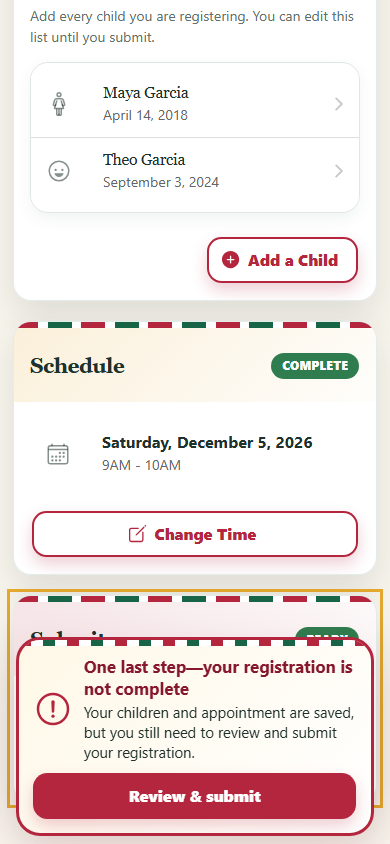 Add every child you are registering. You can edit this
list until you submit.
Maya Garcia
April 14, 2018
Theo Garcia
September 3, 2024
Add a Child
Schedule
COMPLETE
Saturday, December 5, 2026
9AM - 10AM
Change Time
One last step—your registration is
not complete
Your children and appointment are saved,
but you still need to review and submit
your registration.
Review & submit